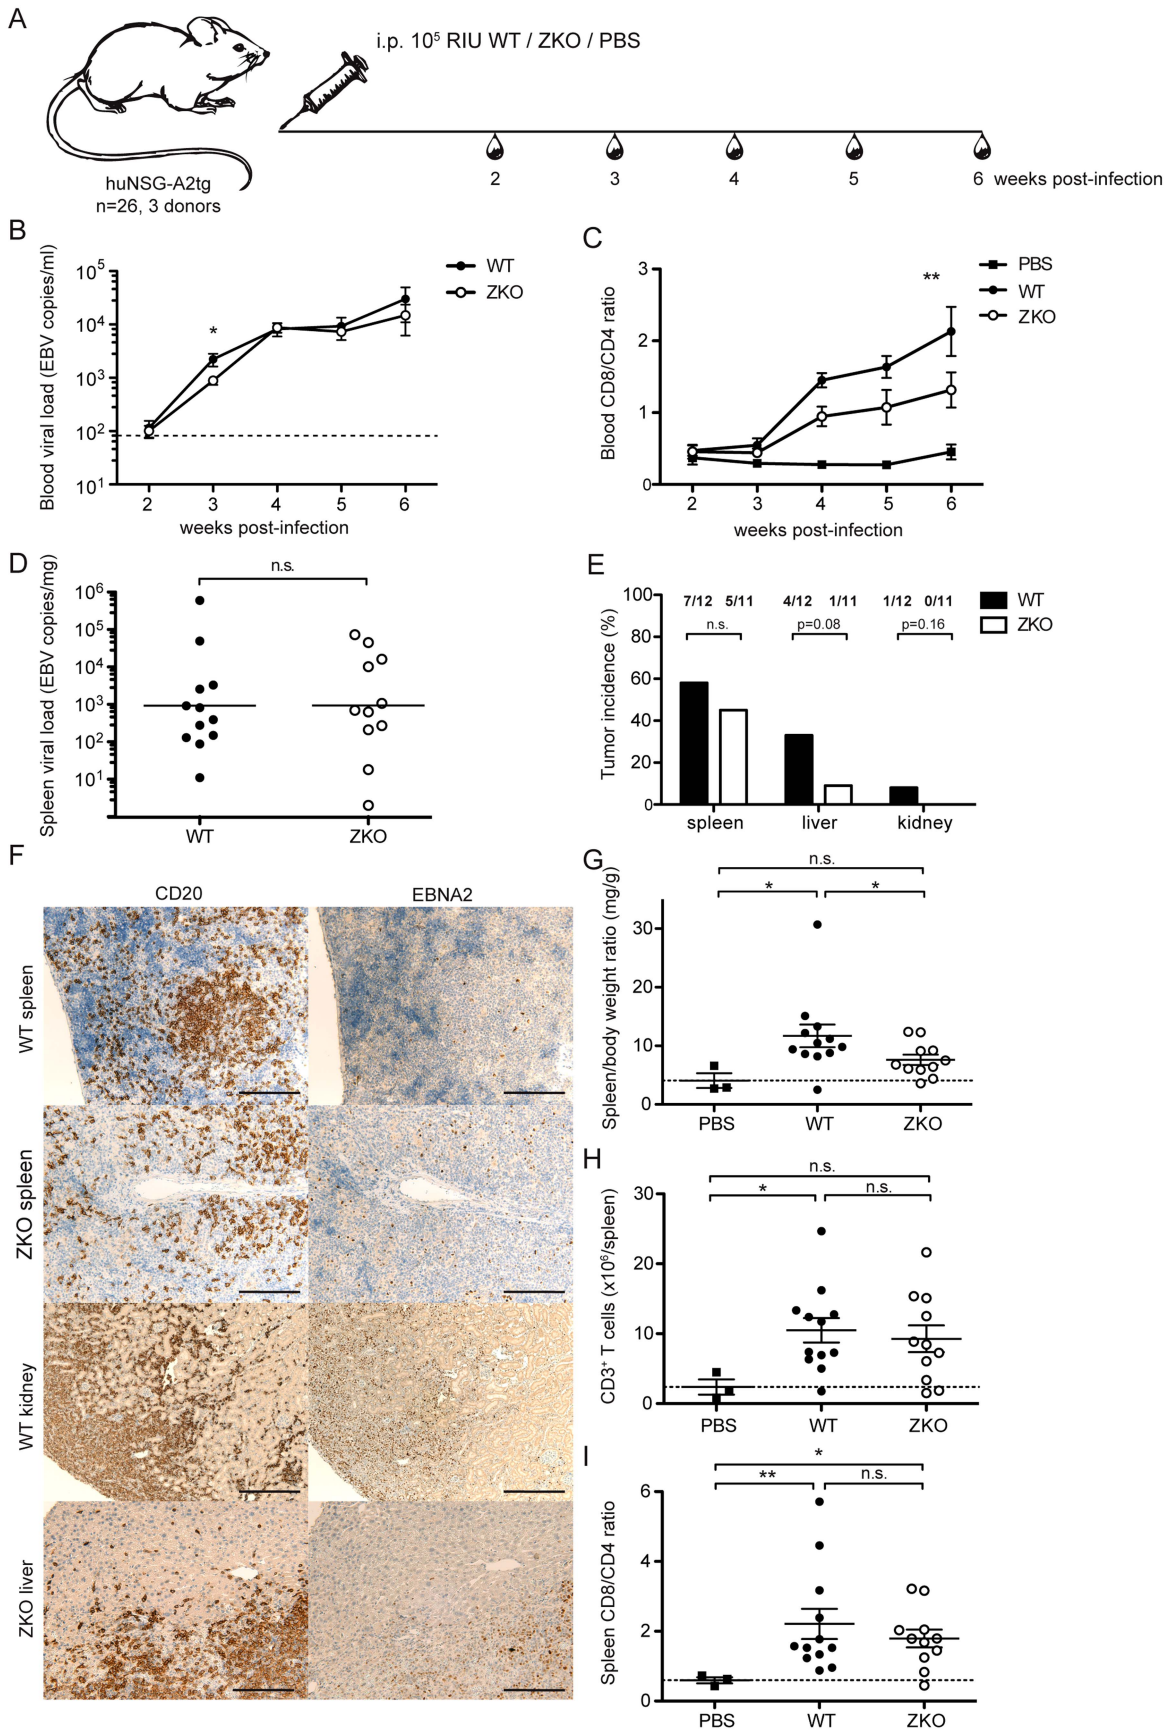 A
i.p. 10⁵ RIU WT / ZKO / PBS
huNSG-A2tg
n=26, 3 donors
2 3 4 5 6 weeks post-infection
B
Blood viral load (EBV copies/ml)
10⁵
10⁴
10³
10²
10¹
*
WT
ZKO
2 3 4 5 6
weeks post-infection
C
Blood CD8/CD4 ratio
3
2
1
0
**
PBS
WT
ZKO
2 3 4 5 6
weeks post-infection
D
Spleen viral load (EBV copies/mg)
n.s.
10⁶
10⁵
10⁴
10³
10²
10¹
WT ZKO
E
Tumor incidence (%)
100
80
60
40
20
0
7/12 5/11 4/12 1/11 1/12 0/11
n.s. p=0.08 p=0.16
WT
ZKO
spleen liver kidney
F
CD20 EBNA2
WT spleen
ZKO spleen
WT kidney
ZKO liver
G
Spleen/body weight ratio (mg/g)
n.s.
* *
30
20
10
0
PBS WT ZKO
H
CD3⁺ T cells (x10⁶/spleen)
n.s.
* n.s.
30
20
10
0
PBS WT ZKO
I
Spleen CD8/CD4 ratio
*
** n.s.
6
4
2
0
PBS WT ZKO